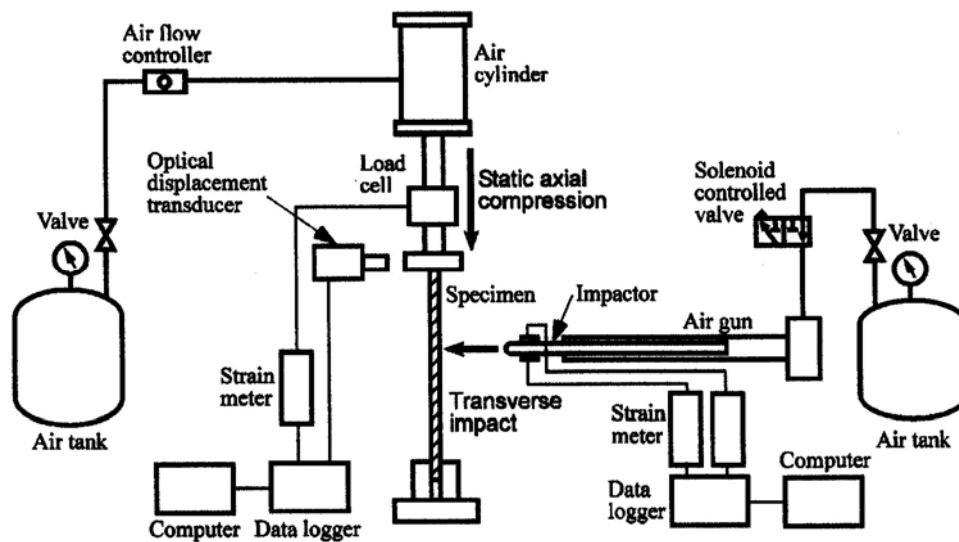 Air flow
controller
Air
cylinder
Optical
displacement
transducer
Load
cell
Static axial
compression
Solenoid
controlled
valve
Valve
Valve
Specimen
Impactor
Air gun
Strain
meter
Transverse
impact
Strain
meter
Air tank
Air tank
Computer
Data logger
Data
logger
Computer